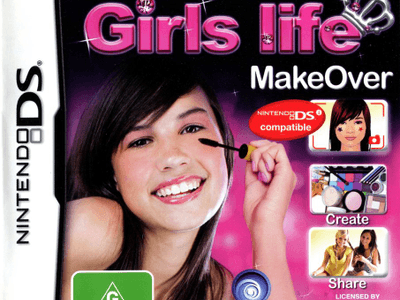 Girls life
MakeOver
NINTENDO DS
NINTENDO DS i
compatible
Create
Share
G
LICENSED BY